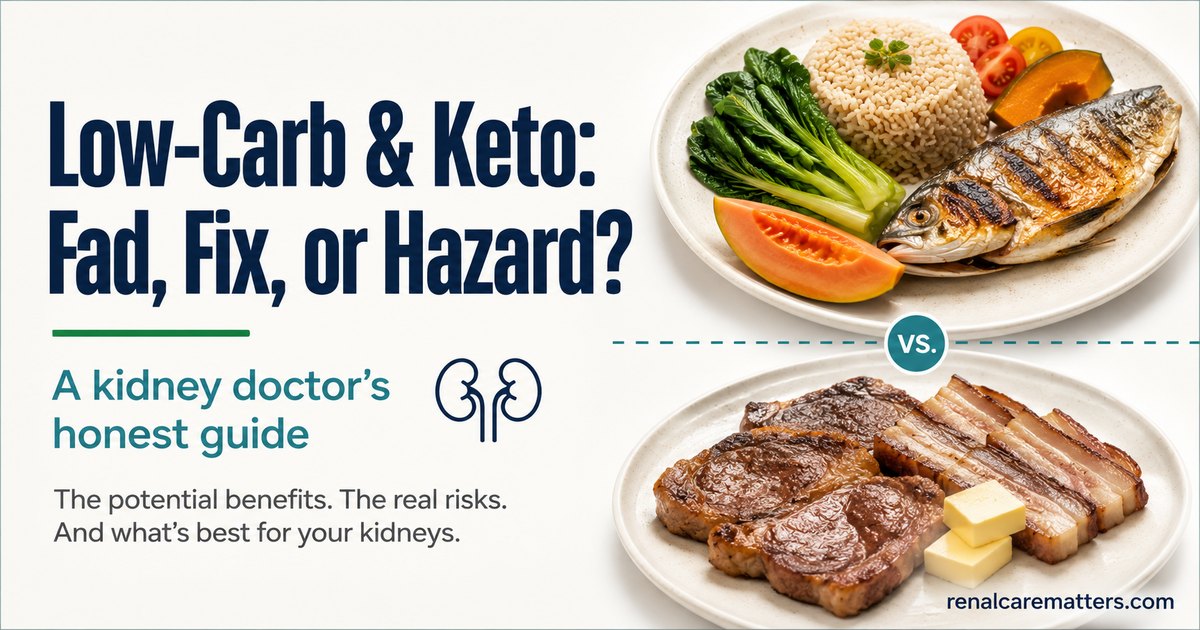 Low-Carb & Keto:
Fad, Fix, or Hazard?
A kidney doctor's
honest guide
The potential benefits. The real risks.
And what's best for your kidneys.
VS.
renalcarematters.com